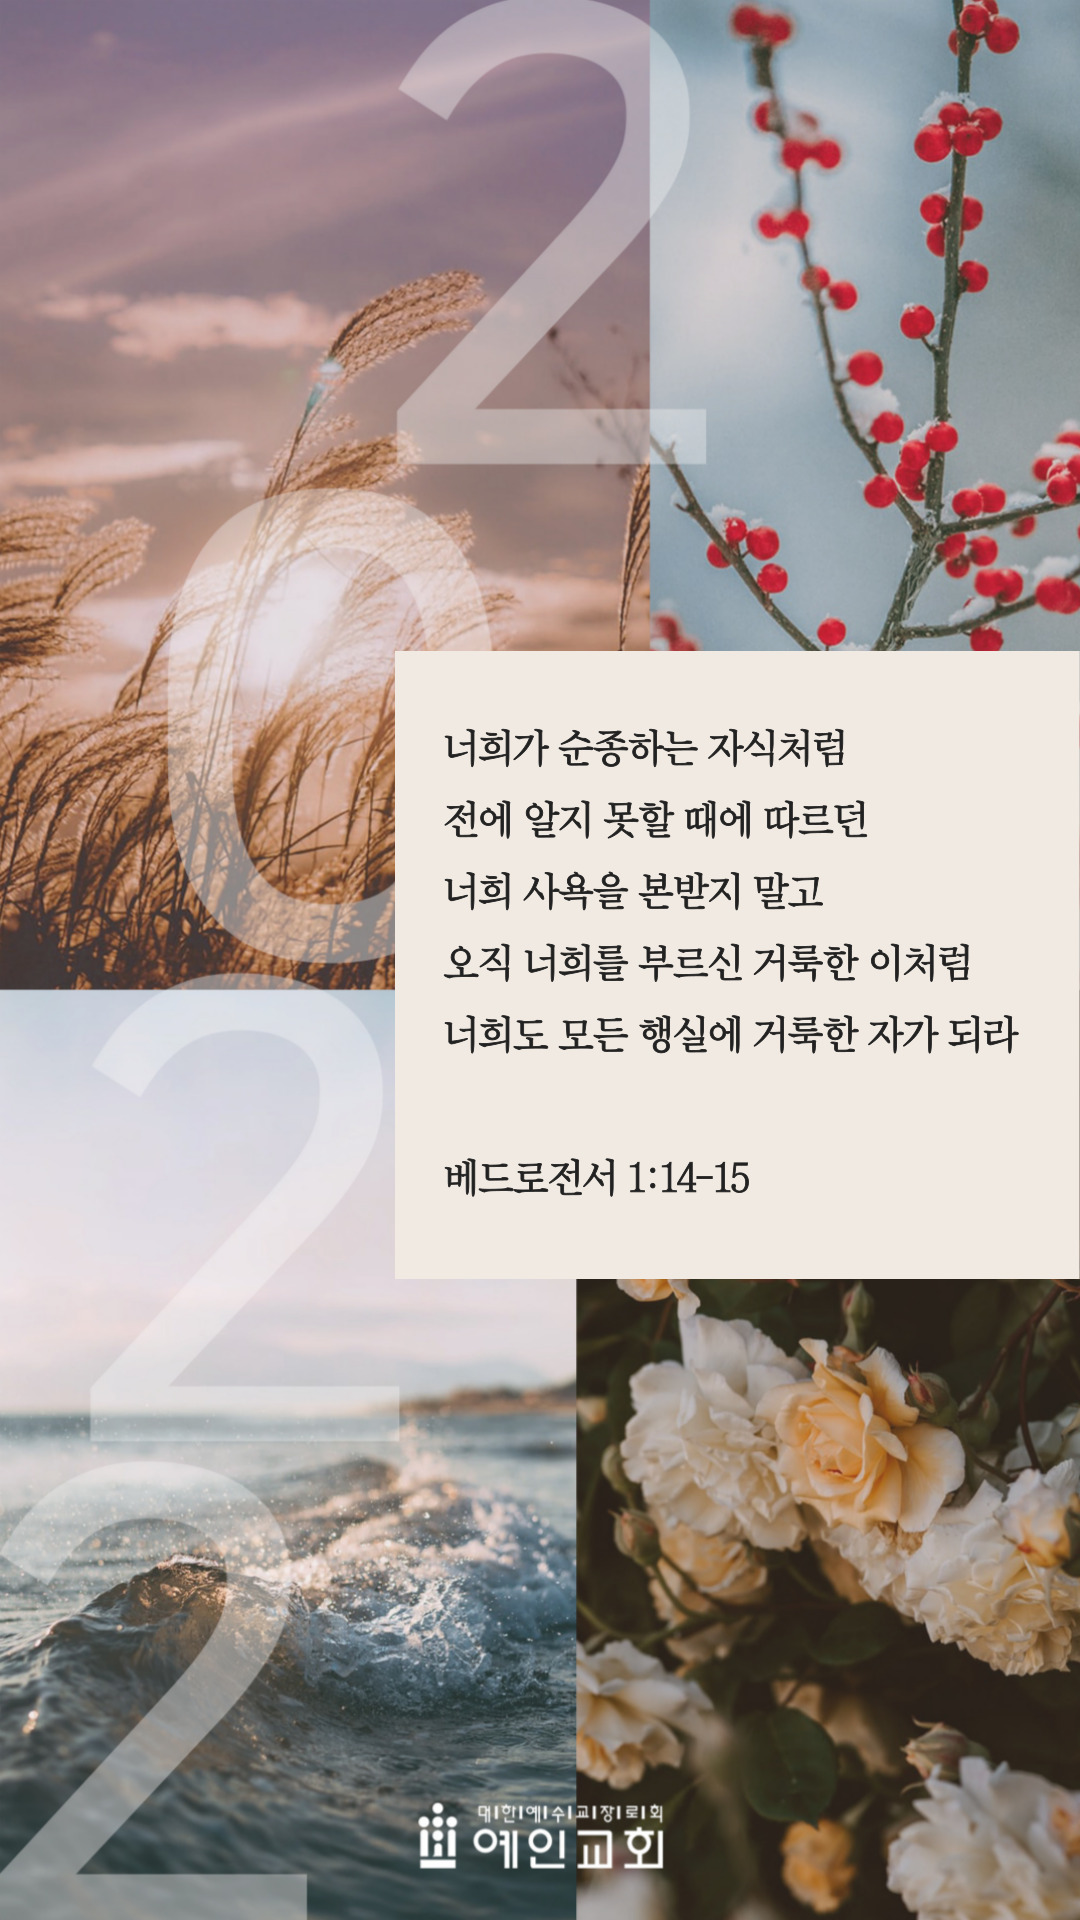 2
0
2
2
너희가 순종하는 자식처럼
전에 알지 못할 때에 따르던
너희 사욕을 본받지 말고
오직 너희를 부르신 거룩한 이처럼
너희도 모든 행실에 거룩한 자가 되라
베드로전서 1:14-15
대한예수교장로회
예인교회